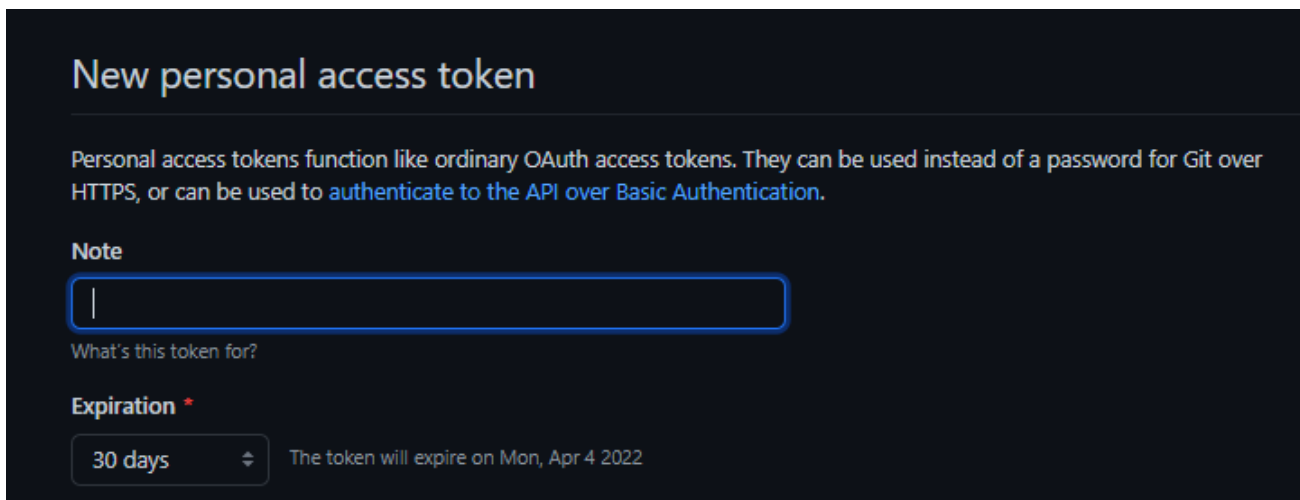 New personal access token
Personal access tokens function like ordinary OAuth access tokens. They can be used instead of a password for Git over
HTTPS, or can be used to authenticate to the API over Basic Authentication.
Note
What's this token for?
Expiration *
30 days The token will expire on Mon, Apr 4 2022